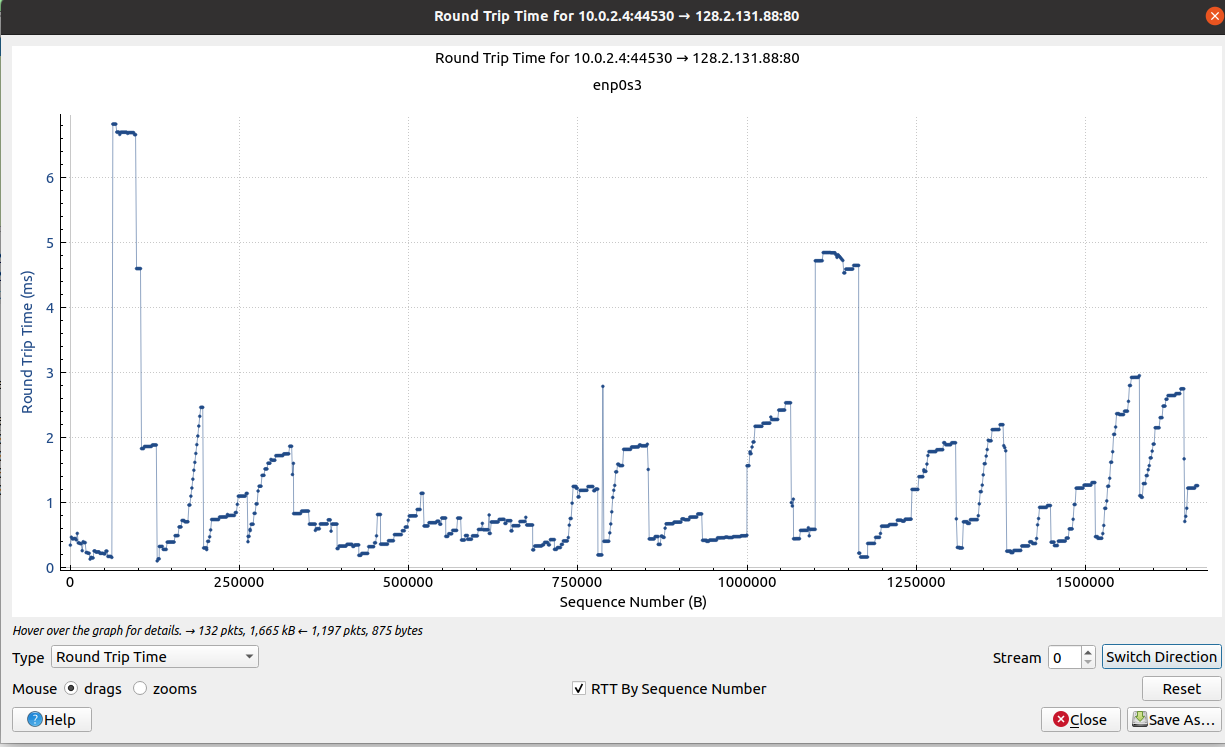 Round Trip Time for 10.0.2.4:44530 → 128.2.131.88:80
Round Trip Time for 10.0.2.4:44530 → 128.2.131.88:80
enp0s3
Round Trip Time (ms)
6
5
4
3
2
1
0
0 250000 500000 750000 1000000 1250000 1500000
Sequence Number (B)
Hover over the graph for details. → 132 pkts, 1,665 kB ← 1,197 pkts, 875 bytes
Type Round Trip Time Stream 0 Switch Direction
Mouse drags zooms RTT By Sequence Number Reset
Help Close Save As…